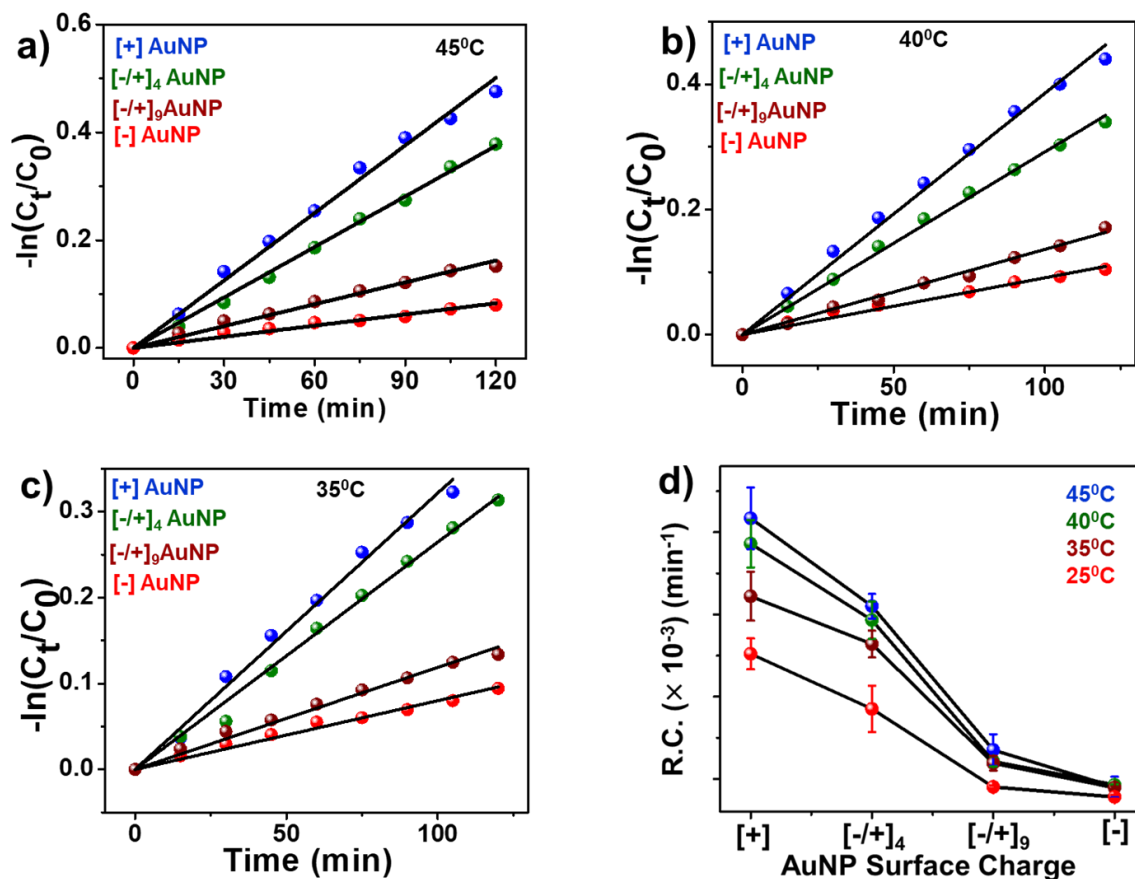 a)
0.6
0.4
0.2
0.0
-ln(Cₜ/C₀)
[+] AuNP
[-/+]₄ AuNP
[-/+]₉AuNP
[-] AuNP
45⁰C
0 30 60 90 120
Time (min)
b)
0.4
0.2
0.0
-ln(Cₜ/C₀)
[+] AuNP
[-/+]₄ AuNP
[-/+]₉AuNP
[-] AuNP
40⁰C
0 50 100
Time (min)
c)
0.3
0.2
0.1
0.0
-ln(Cₜ/C₀)
[+] AuNP
[-/+]₄ AuNP
[-/+]₉AuNP
[-] AuNP
35⁰C
0 50 100
Time (min)
d)
R.C. (× 10⁻³) (min⁻¹)
45⁰C
40⁰C
35⁰C
25⁰C
[+] [-/+]₄ [-/+]₉ [-]
AuNP Surface Charge